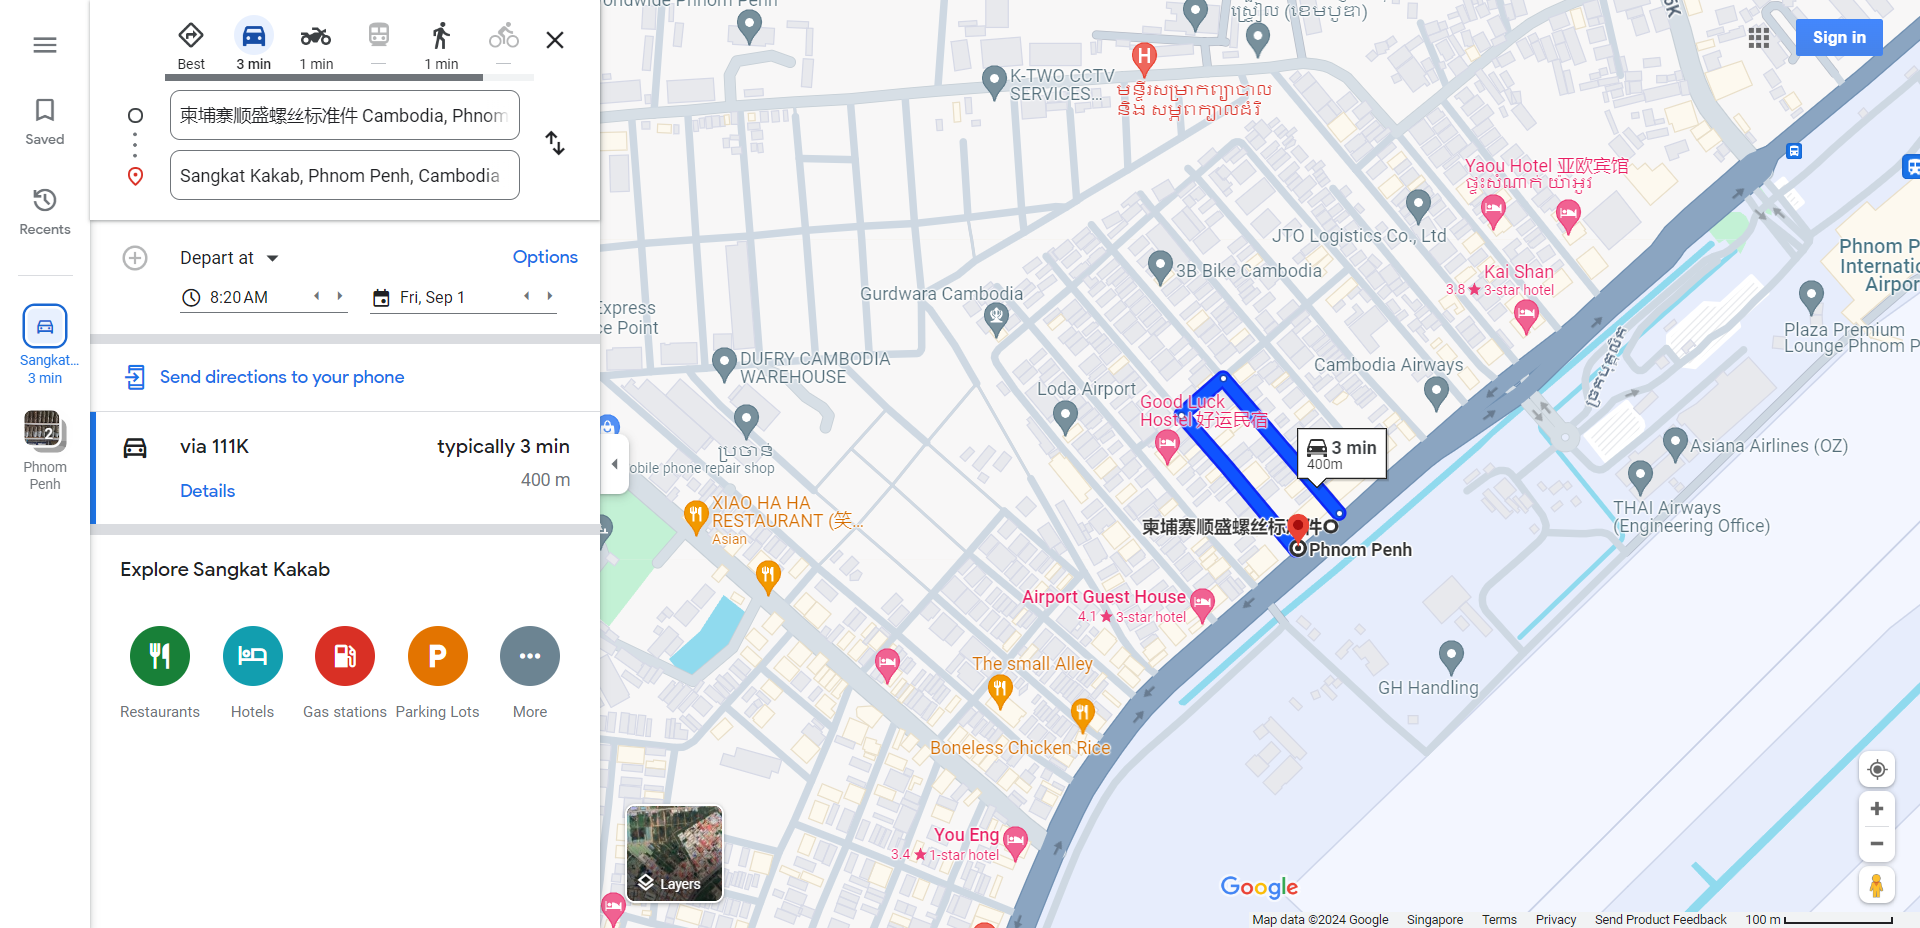 Best
3 min
1 min
1 min
柬埔寨顺盛螺丝标准件 Cambodia, Phnom
Sangkat Kakab, Phnom Penh, Cambodia
Saved
Recents
Sangkat...
3 min
2
Phnom
Penh
Depart at
Options
8:20 AM
Fri, Sep 1
Send directions to your phone
via 111K
typically 3 min
400 m
Details
Explore Sangkat Kakab
Restaurants
Hotels
Gas stations
Parking Lots
More
Sign in
K-TWO CCTV
SERVICES...
មន្ទីរសម្រាកព្យាបាល
និង សម្ភពក្បាលដំរី
Yaou Hotel 亚欧宾馆
ផ្ទះសំណាក់ យ៉ាអូវ
JTO Logistics Co., Ltd
3B Bike Cambodia
Kai Shan
3.8 ★ 3-star hotel
Phnom P
Internatio
Airpor
Plaza Premium
Lounge Phnom P
Gurdwara Cambodia
Express
ce Point
DUFRY CAMBODIA
WAREHOUSE
Cambodia Airways
Loda Airport
Good Luck
Hostel 好运民宿
3 min
400m
Asiana Airlines (OZ)
ប្រចាន់
obile phone repair shop
XIAO HA HA
RESTAURANT (笑...
Asian
THAI Airways
(Engineering Office)
柬埔寨顺盛螺丝标
件
Phnom Penh
Airport Guest House
4.1 ★ 3-star hotel
The small Alley
GH Handling
Boneless Chicken Rice
You Eng
3.4 ★ 1-star hotel
Layers
Google
Map data ©2024 Google
Singapore
Terms
Privacy
Send Product Feedback
100 m